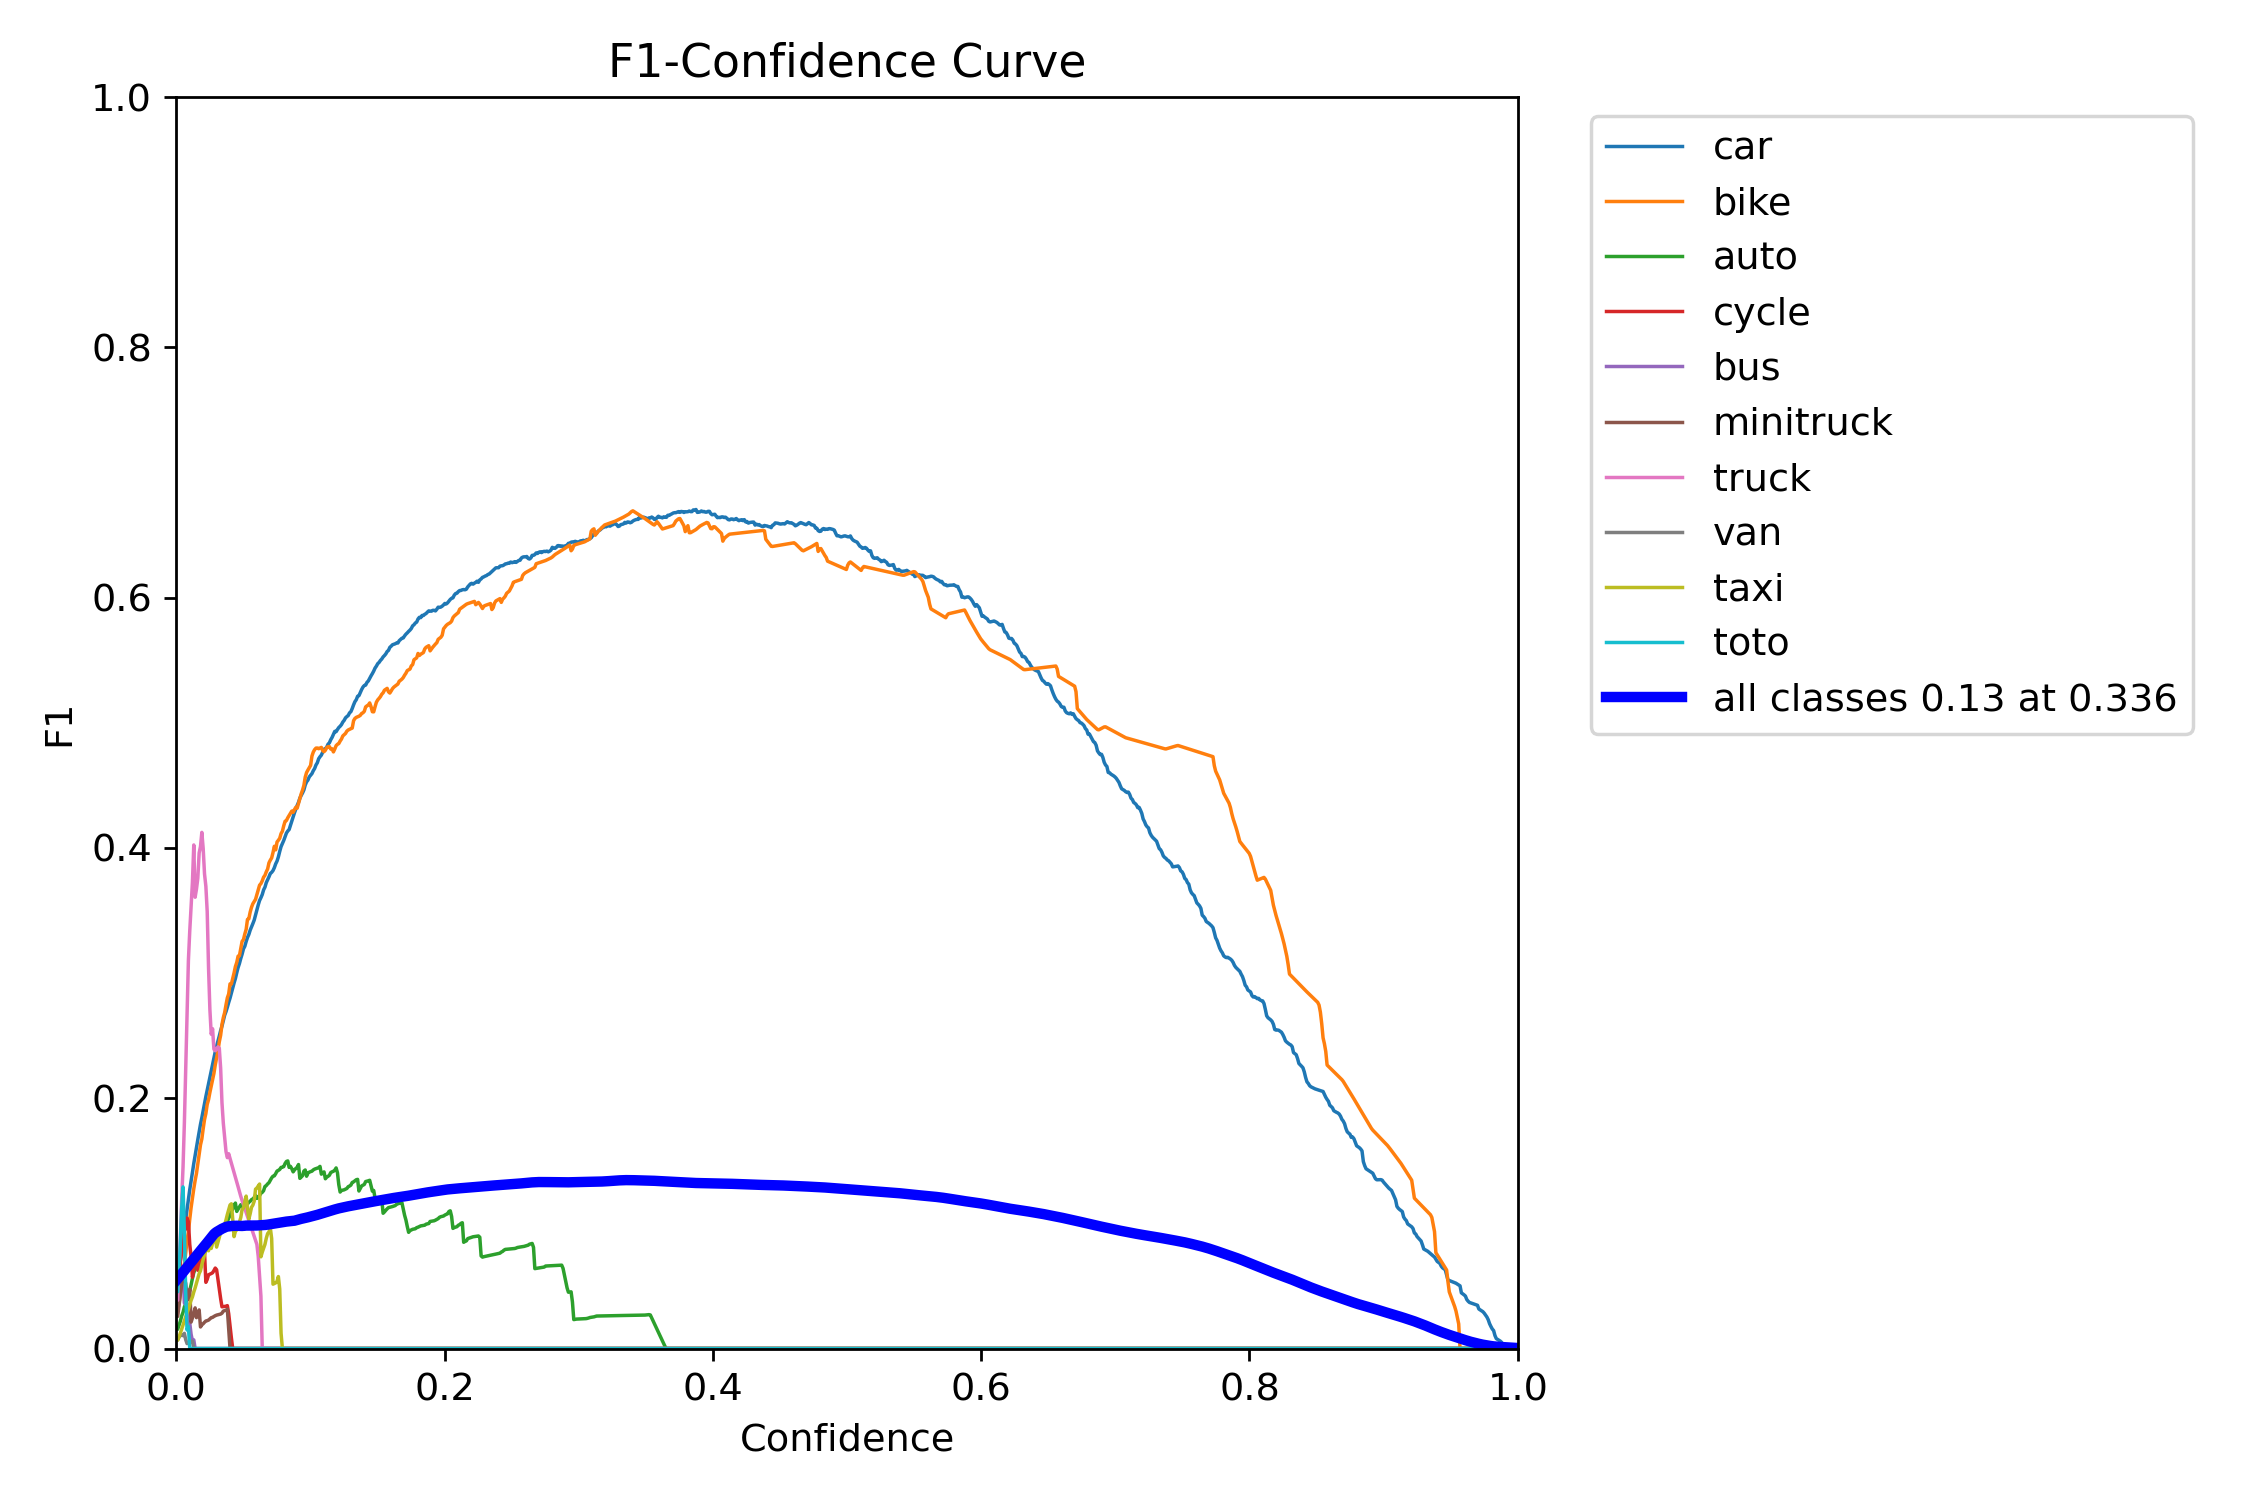 F1-Confidence Curve
1.0
0.8
0.6
0.4
0.2
0.0
F1
0.0 0.2 0.4 0.6 0.8 1.0
Confidence
car
bike
auto
cycle
bus
minitruck
truck
van
taxi
toto
all classes 0.13 at 0.336